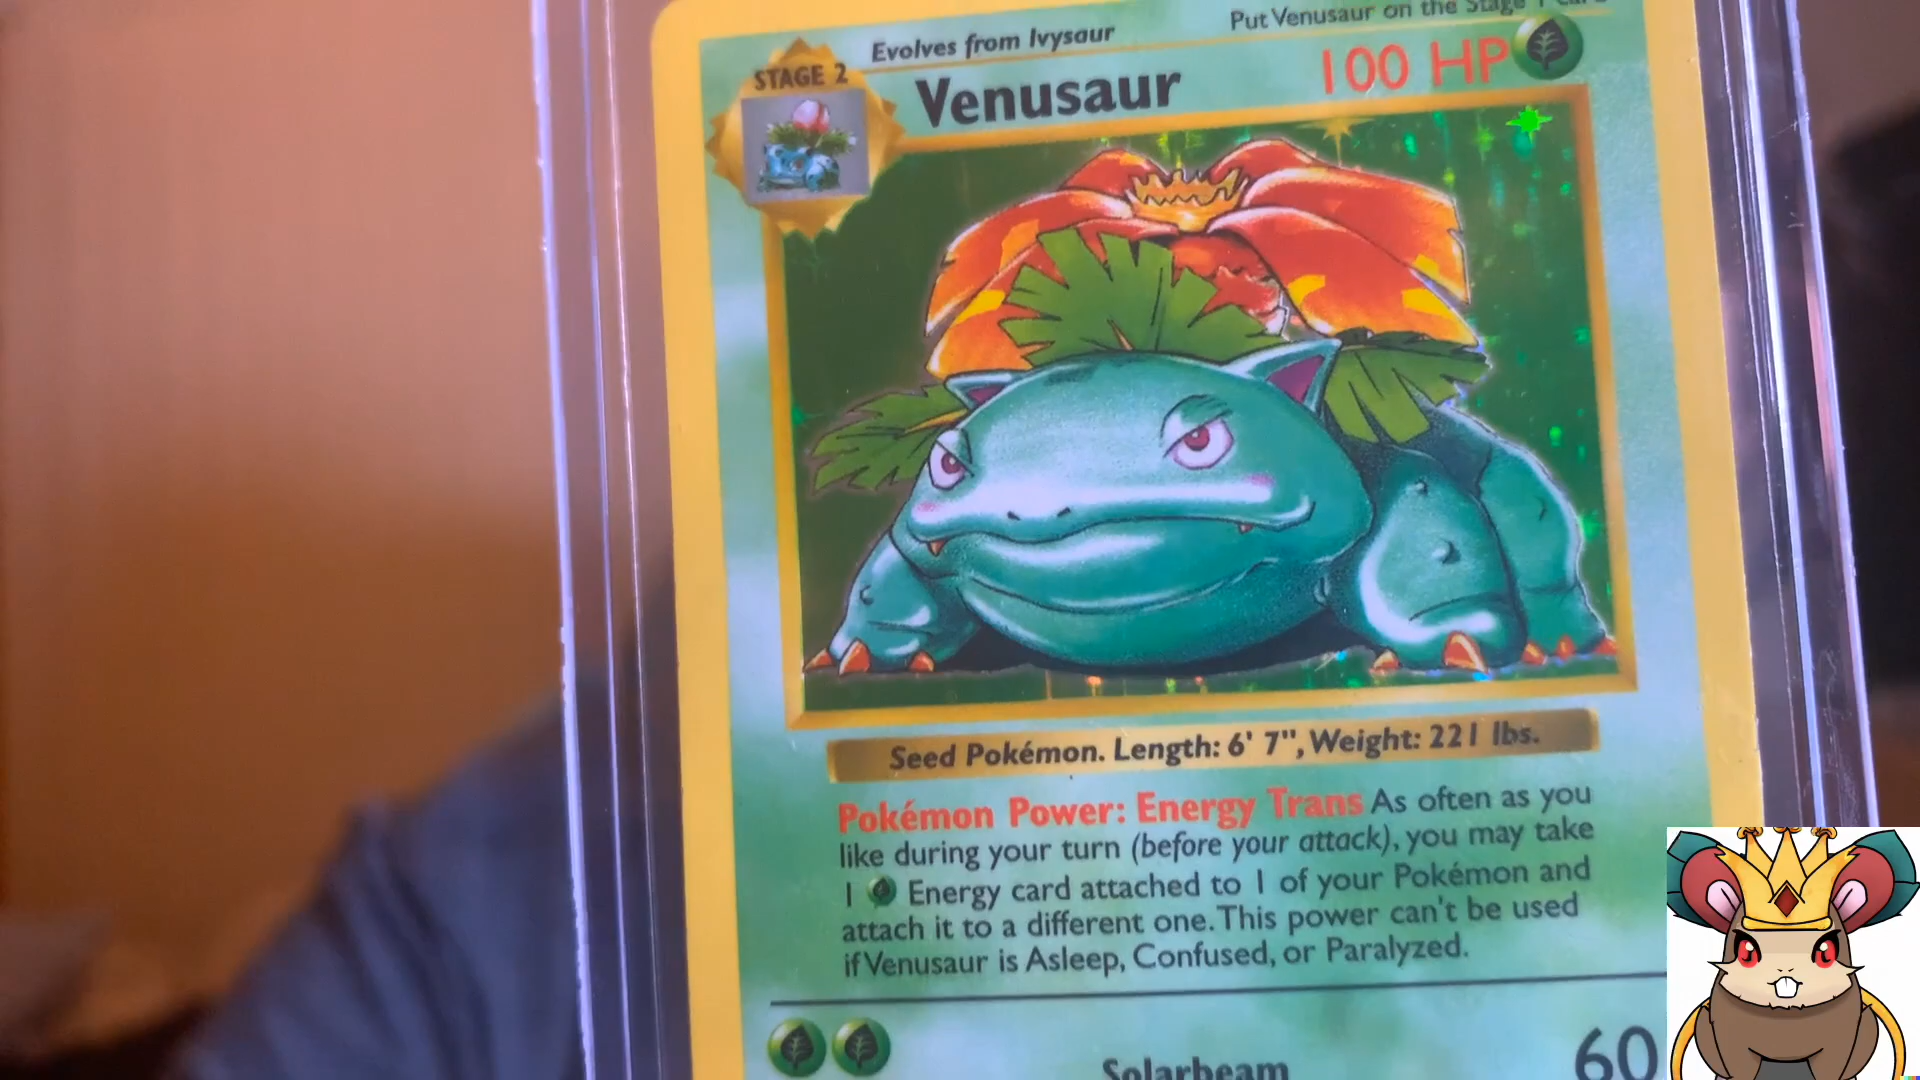 Evolves from Ivysaur
Put Venusaur on the Stage 1 card
STAGE 2
Venusaur
100 HP
Seed Pokémon. Length: 6' 7", Weight: 221 lbs.
Pokémon Power: Energy Trans As often as you
like during your turn (before your attack), you may take
1 Energy card attached to 1 of your Pokémon and
attach it to a different one. This power can't be used
if Venusaur is Asleep, Confused, or Paralyzed.
Solarbeam
60